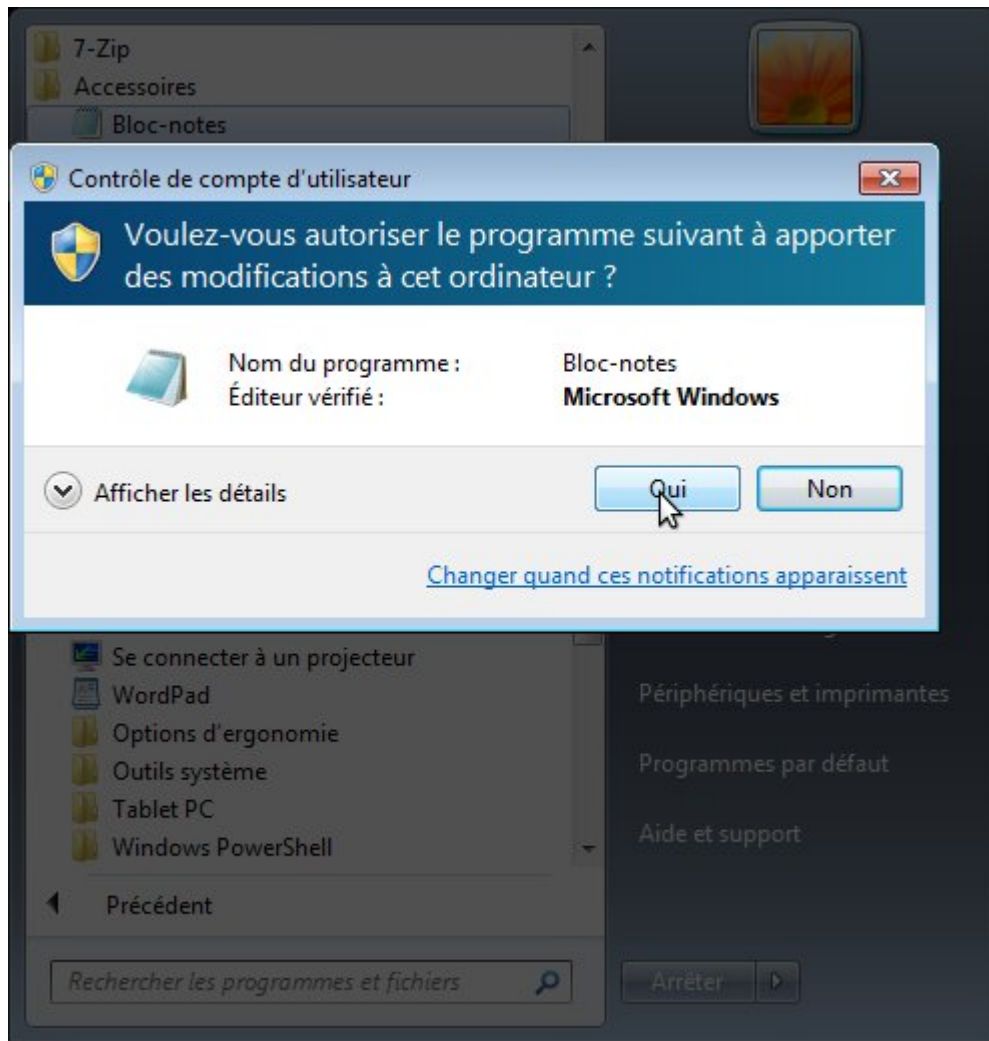 7-Zip
Accessoires
Bloc-notes
Contrôle de compte d'utilisateur
Voulez-vous autoriser le programme suivant à apporter
des modifications à cet ordinateur ?
Nom du programme : Bloc-notes
Éditeur vérifié : Microsoft Windows
Afficher les détails
Oui Non
Changer quand ces notifications apparaissent
Se connecter à un projecteur
WordPad
Périphériques et imprimantes
Options d'ergonomie
Outils système
Programmes par défaut
Tablet PC
Aide et support
Windows PowerShell
Précédent
Rechercher les programmes et fichiers
Arrêter